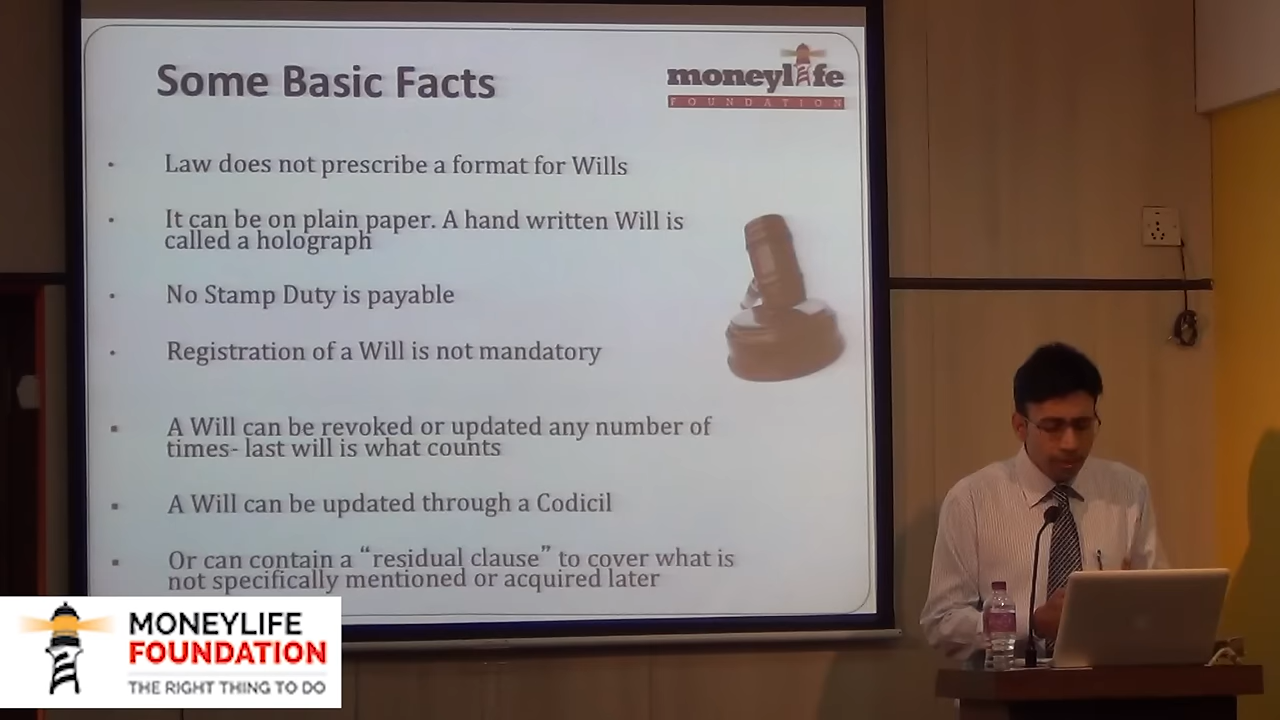 Some Basic Facts
moneylife
FOUNDATION
Law does not prescribe a format for Wills
It can be on plain paper. A hand written Will is
called a holograph
No Stamp Duty is payable
Registration of a Will is not mandatory
A Will can be revoked or updated any number of
times- last will is what counts
A Will can be updated through a Codicil
Or can contain a “residual clause” to cover what is
not specifically mentioned or acquired later
MONEYLIFE
FOUNDATION
THE RIGHT THING TO DO